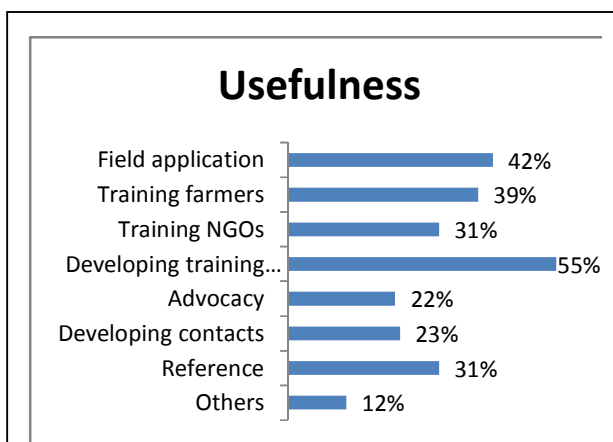 Usefulness
Field application 42%
Training farmers 39%
Training NGOs 31%
Developing training... 55%
Advocacy 22%
Developing contacts 23%
Reference 31%
Others 12%